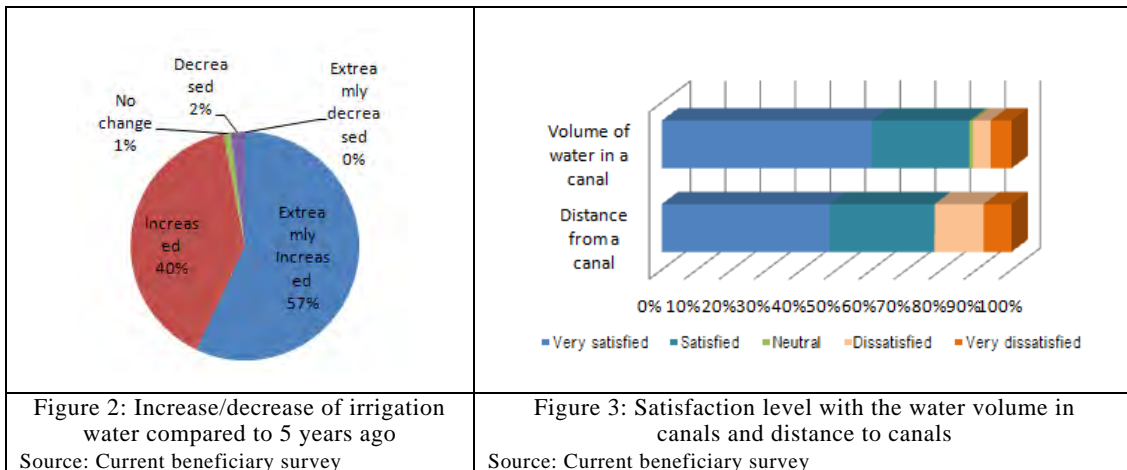 Decrea
sed
2%
Extrea
mly
decrea
sed
0%
No
change
1%
Increas
ed
40%
Extrea
mly
Increas
ed
57%
Volume of
water in a
canal
Distance
from a
canal
0% 10%20%30%40%50%60%70%80%90%100%
Very satisfied Satisfied Neutral Dissatisfied Very dissatisfied
Figure 2: Increase/decrease of irrigation
water compared to 5 years ago
Source: Current beneficiary survey
Figure 3: Satisfaction level with the water volume in
canals and distance to canals
Source: Current beneficiary survey